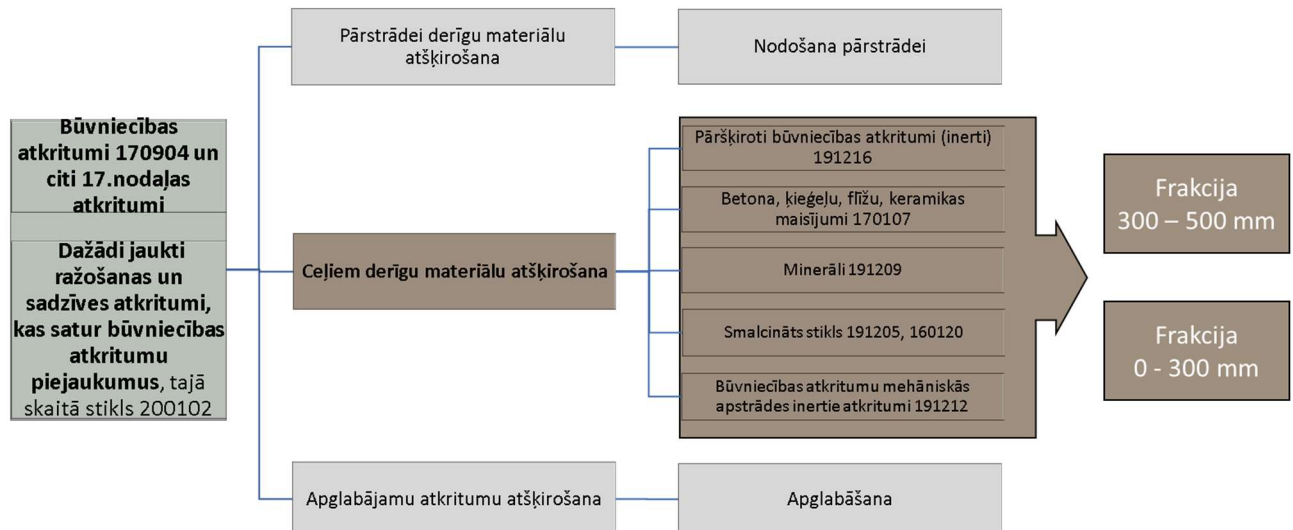 Būvniecības
atkritumi 170904 un
citi 17.nodaļas
atkritumi
Dažādi jaukti
ražošanas un
sadzīves atkritumi,
kas satur būvniecības
atkritumu
piejaukumus, tajā
skaitā stikls 200102
Pārstrādei derīgu materiālu
atšķirošana
Nodošana pārstrādei
Ceļiem derīgu materiālu atšķirošana
Pāršķiroti būvniecības atkritumi (inerti)
191216
Betona, ķieģeļu, flīžu, keramikas
maisījumi 170107
Minerāli 191209
Smalcināts stikls 191205, 160120
Būvniecības atkritumu mehāniskās
apstrādes inertie atkritumi 191212
Frakcija
300 – 500 mm
Frakcija
0 - 300 mm
Apglabājamu atkritumu atšķirošana
Apglabāšana